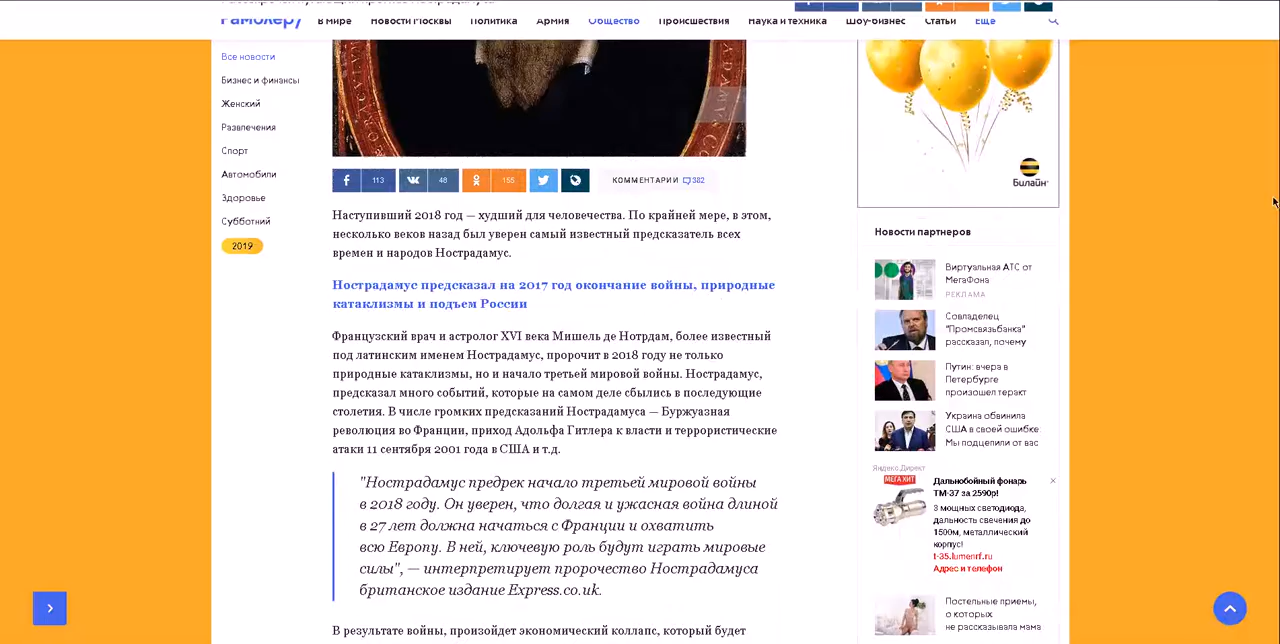 Рамблер/
В мире
Новости Москвы
Политика
Армия
Общество
Происшествия
Наука и техника
Шоу-бизнес
Статьи
Еще
Все новости
Бизнес и финансы
Женский
Развлечения
Спорт
Автомобили
Здоровье
Субботний
2019
113
48
155
КОММЕНТАРИИ 382
Наступивший 2018 год — худший для человечества. По крайней мере, в этом,
несколько веков назад был уверен самый известный предсказатель всех
времен и народов Нострадамус.
Нострадамус предсказал на 2017 год окончание войны, природные
катаклизмы и подъем России
Французский врач и астролог XVI века Мишель де Нотрдам, более известный
под латинским именем Нострадамус, пророчит в 2018 году не только
природные катаклизмы, но и начало третьей мировой войны. Нострадамус,
предсказал много событий, которые на самом деле сбылись в последующие
столетия. В числе громких предсказаний Нострадамуса — Буржуазная
революция во Франции, приход Адольфа Гитлера к власти и террористические
атаки 11 сентября 2001 года в США и т.д.
"Нострадамус предрек начало третьей мировой войны
в 2018 году. Он уверен, что долгая и ужасная война длиной
в 27 лет должна начаться с Франции и охватить
всю Европу. В ней, ключевую роль будут играть мировые
силы", — интерпретирует пророчество Нострадамуса
британское издание Express.co.uk.
В результате войны, произойдет экономический коллапс, который будет
Билайн
Новости партнеров
Виртуальная АТС от
МегаФона
РЕКЛАМА
Совладелец
"Промсвязьбанка"
рассказал, почему
Путин: вчера в
Петербурге
произошел теракт
Украина обвинила
США в своей ошибке:
Мы подцепили от вас
Яндекс.Директ
МЕГА ХИТ
Дальнобойный фонарь
ТМ-37 за 2590р!
3 мощных светодиода,
дальность свечения до
1500м, металлический
корпус!
t-35.lumenrf.ru
Адрес и телефон
Постельные приемы,
о которых
не рассказывала мама